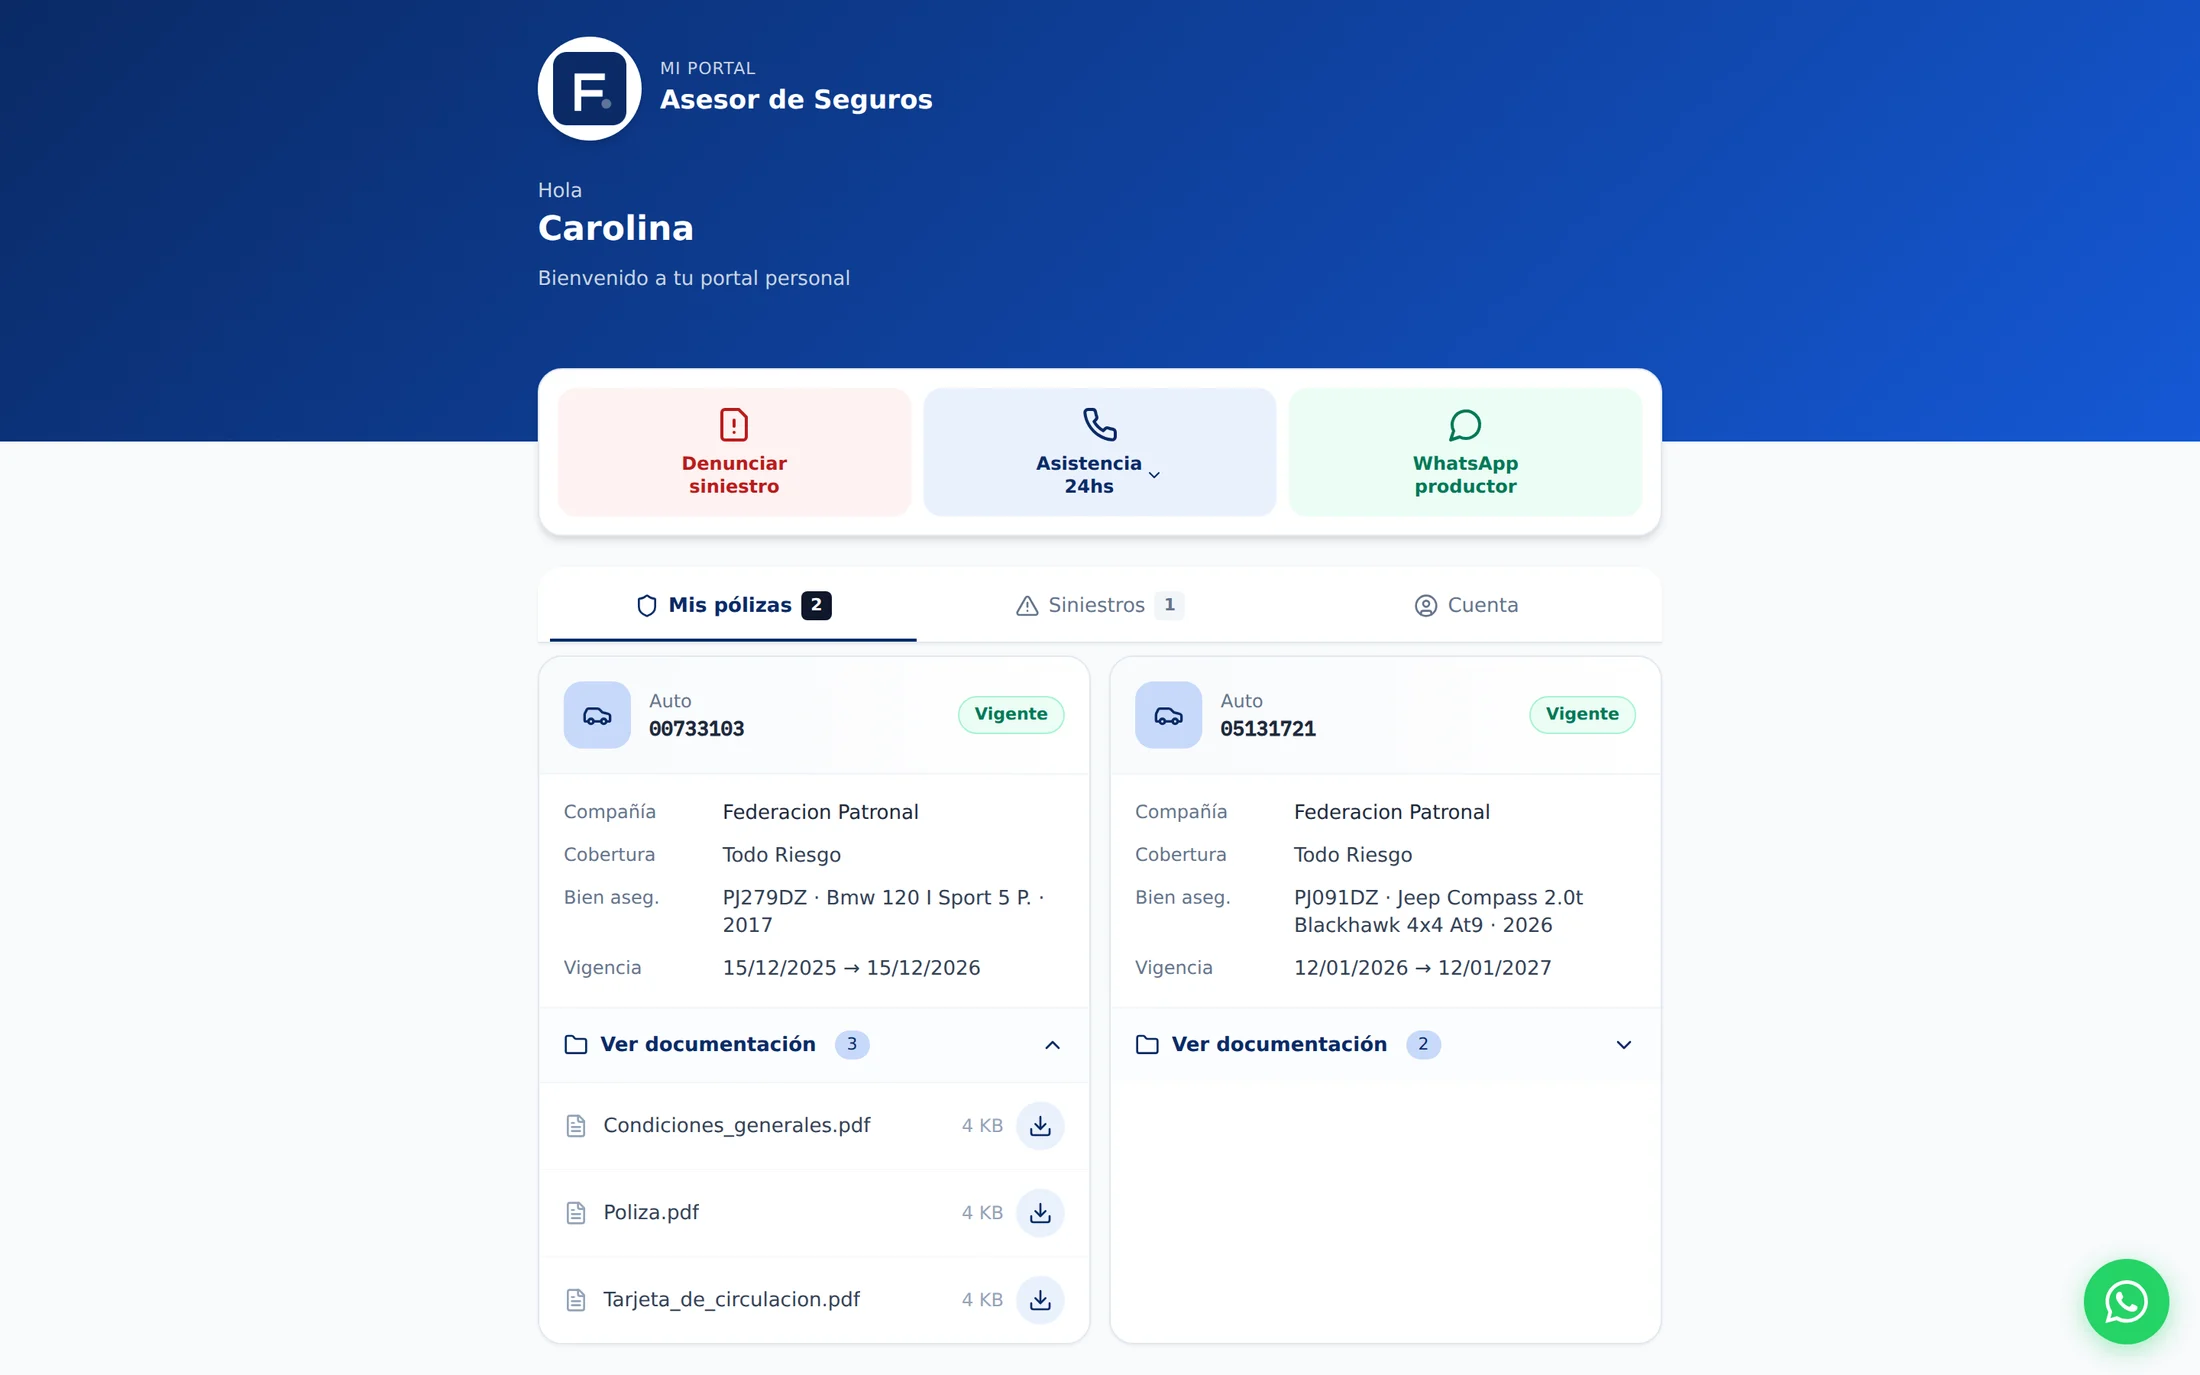 F.
MI PORTAL
Asesor de Seguros
Hola
Carolina
Bienvenido a tu portal personal
Denunciar
siniestro
Asistencia
24hs
WhatsApp
productor
Mis pólizas 2
Siniestros 1
Cuenta
Auto
00733103
Vigente
Compañía Federacion Patronal
Cobertura Todo Riesgo
Bien aseg. PJ279DZ · Bmw 120 I Sport 5 P. ·
2017
Vigencia 15/12/2025 → 15/12/2026
Ver documentación 3
Condiciones_generales.pdf 4 KB
Poliza.pdf 4 KB
Tarjeta_de_circulacion.pdf 4 KB
Auto
05131721
Vigente
Compañía Federacion Patronal
Cobertura Todo Riesgo
Bien aseg. PJ091DZ · Jeep Compass 2.0t
Blackhawk 4x4 At9 · 2026
Vigencia 12/01/2026 → 12/01/2027
Ver documentación 2